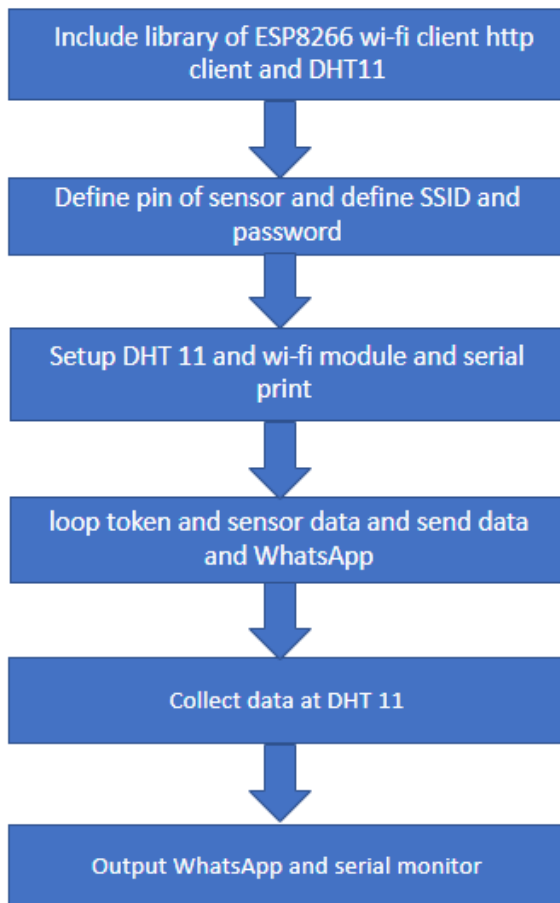 Include library of ESP8266 wi-fi client http
client and DHT11
Define pin of sensor and define SSID and
password
Setup DHT 11 and wi-fi module and serial
print
loop token and sensor data and send data
and WhatsApp
Collect data at DHT 11
Output WhatsApp and serial monitor